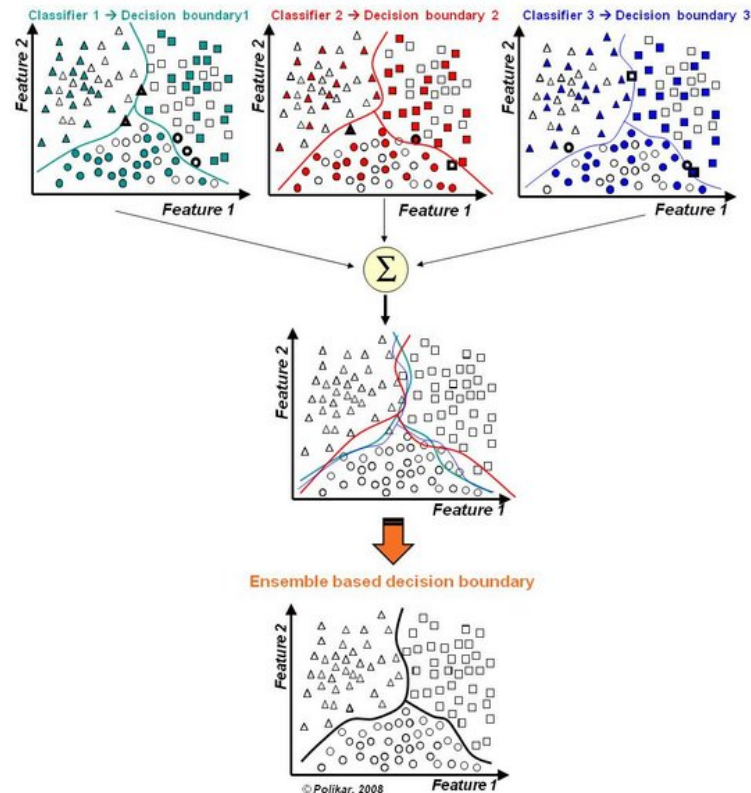 Classifier 1 → Decision boundary1
Classifier 2 → Decision boundary 2
Classifier 3 → Decision boundary 3
Feature 2
Feature 1
Feature 2
Feature 1
Feature 2
Feature 1
Σ
Feature 2
Feature 1
Ensemble based decision boundary
Feature 2
Feature 1
© Polikar, 2008